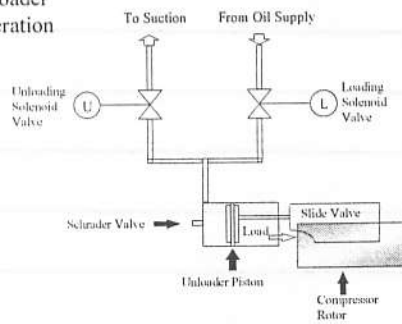 eration
To Suction
From Oil Supply
Unloading
Solenoid
Valve
U
L
Loading
Solenoid
Valve
Schrader Valve
Slide Valve
Load
Unloader Piston
Compressor
Rotor